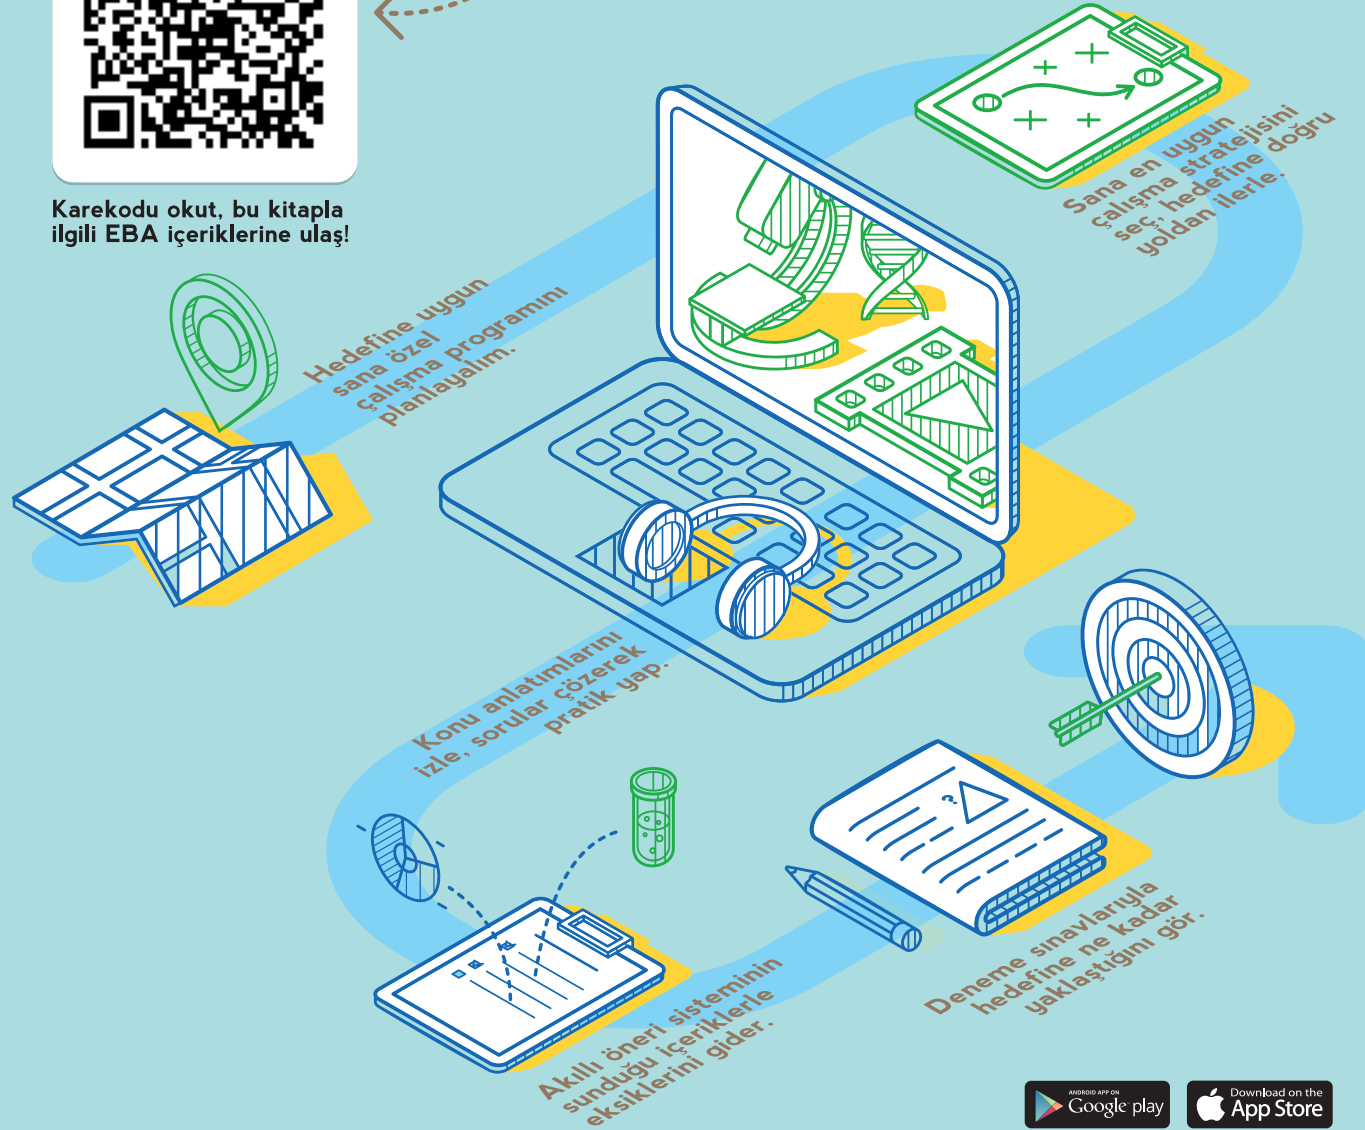 Karekodu okut, bu kitapla
ilgili EBA içeriklerine ulaş!
Sana en uygun
çalışma stratejisini
seç, hedefine doğru
yoldan ilerle.
Hedefine uygun
sana özel
çalışma programını
planlayalım.
Konu anlatımlarını
izle, sorular çözerek
pratik yap.
Deneme sınavlarıyla
hedefine ne kadar
yaklaştığını gör.
Akıllı öneri sisteminin
sunduğu içeriklerle
eksiklerini gider.
?
ANDROID APP ON
Google play
Download on the
App Store